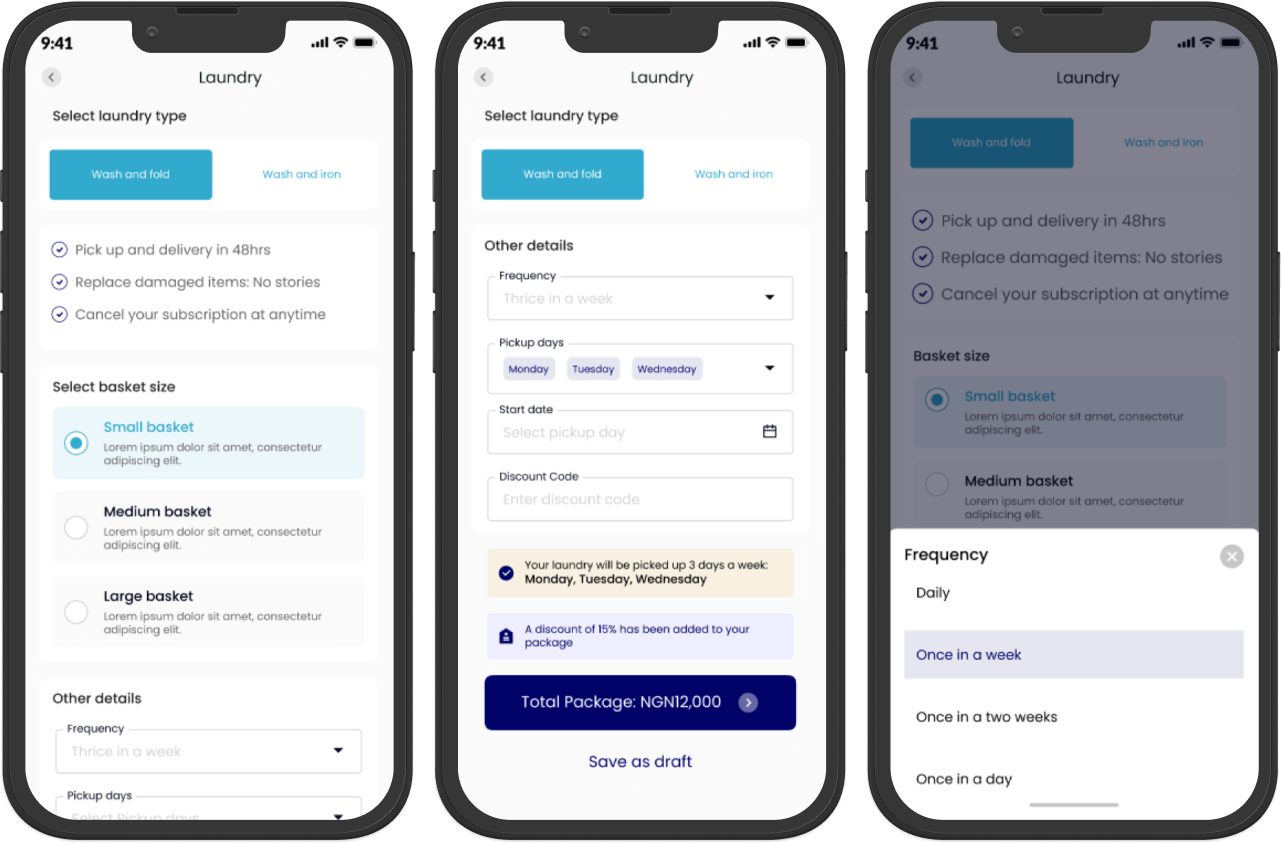 9:41
Laundry
Select laundry type
Wash and fold
Wash and iron
Pick up and delivery in 48hrs
Replace damaged items: No stories
Cancel your subscription at anytime
Select basket size
Small basket
Lorem ipsum dolor sit amet, consectetur
adipiscing elit.
Medium basket
Lorem ipsum dolor sit amet, consectetur
adipiscing elit.
Large basket
Lorem ipsum dolor sit amet, consectetur
adipiscing elit.
Other details
Frequency
Thrice in a week
Pickup days
Select Pickup days
9:41
Laundry
Select laundry type
Wash and fold
Wash and iron
Other details
Frequency
Thrice in a week
Pickup days
Monday Tuesday Wednesday
Start date
Select pickup day
Discount Code
Enter discount code
Your laundry will be picked up 3 days a week:
Monday, Tuesday, Wednesday
A discount of 15% has been added to your
package
Total Package: NGN12,000
Save as draft
9:41
Laundry
Wash and fold
Wash and iron
Pick up and delivery in 48hrs
Replace damaged items: No stories
Cancel your subscription at anytime
Basket size
Small basket
Lorem ipsum dolor sit amet, consectetur
adipiscing elit.
Medium basket
Lorem ipsum dolor sit amet, consectetur
adipiscing elit.
Frequency
Daily
Once in a week
Once in a two weeks
Once in a day